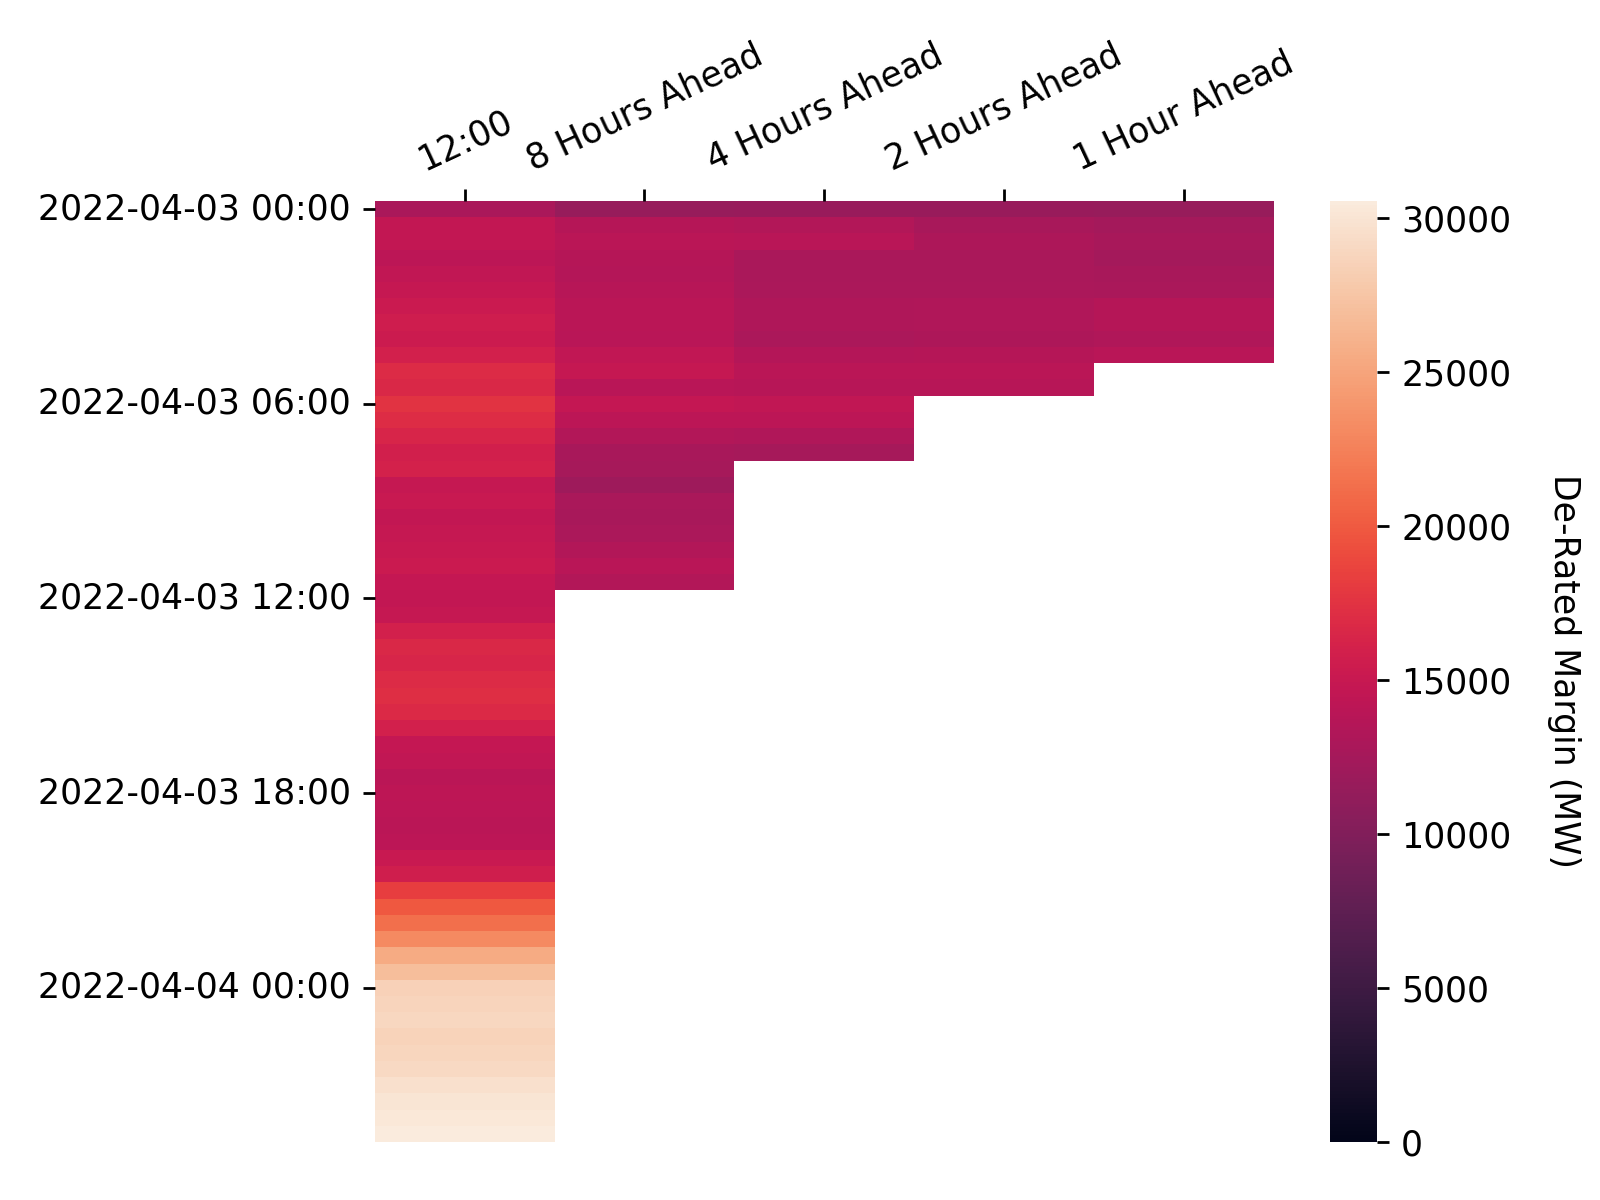 12:00
8 Hours Ahead
4 Hours Ahead
2 Hours Ahead
1 Hour Ahead
2022-04-03 00:00
2022-04-03 06:00
2022-04-03 12:00
2022-04-03 18:00
2022-04-04 00:00
30000
25000
20000
15000
10000
5000
0
De-Rated Margin (MW)